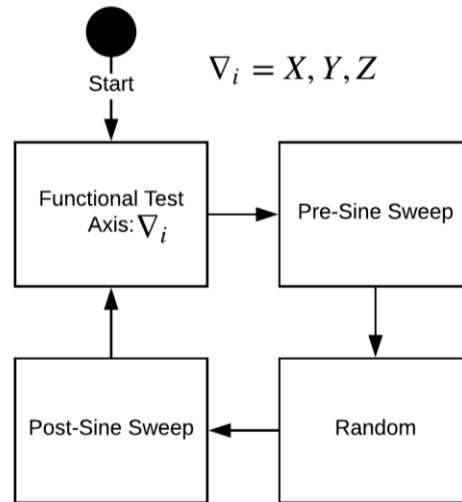 Start
∇ᵢ = X, Y, Z
Functional Test
Axis: ∇ᵢ
Pre-Sine Sweep
Post-Sine Sweep
Random